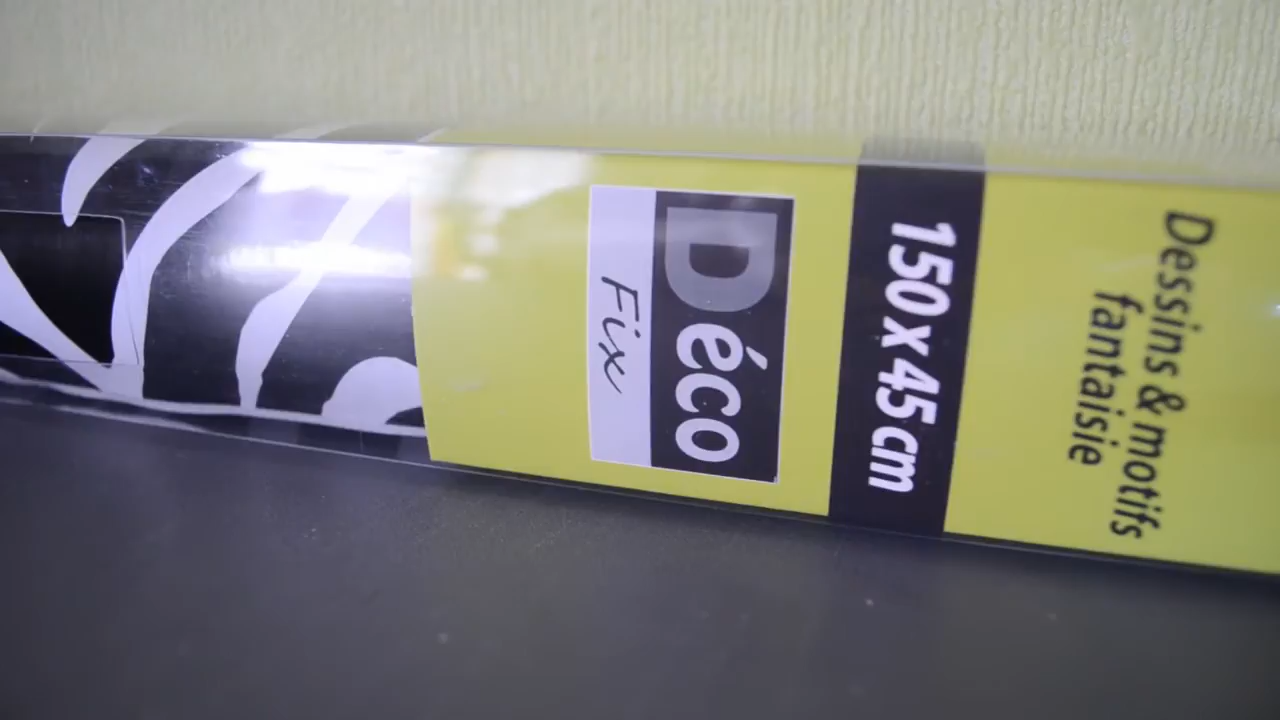 Déco
Fix
150 x 45 cm
Dessins & motifs
fantaisie